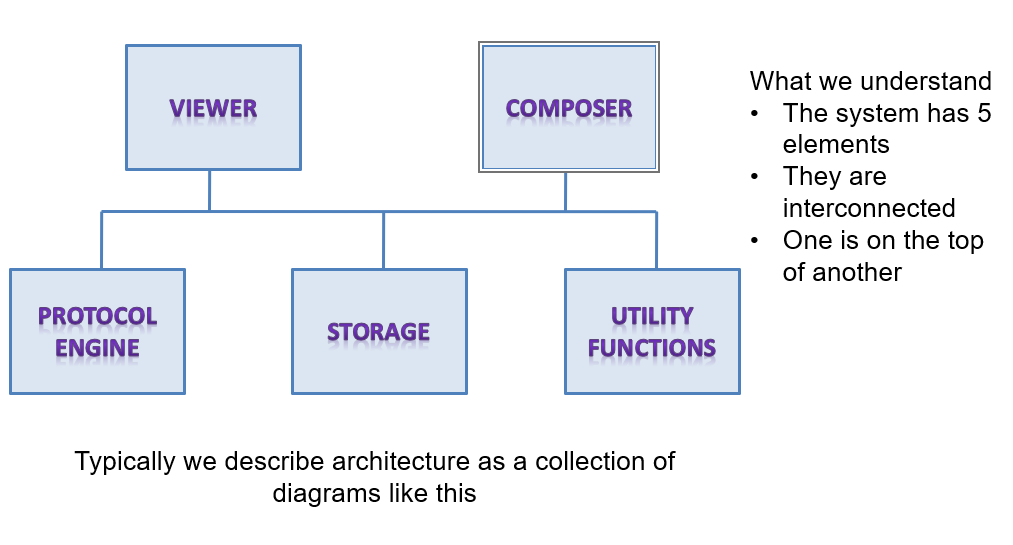 VIEWER
COMPOSER
PROTOCOL
ENGINE
STORAGE
UTILITY
FUNCTIONS
What we understand
• The system has 5
elements
• They are
interconnected
• One is on the top
of another
Typically we describe architecture as a collection of
diagrams like this